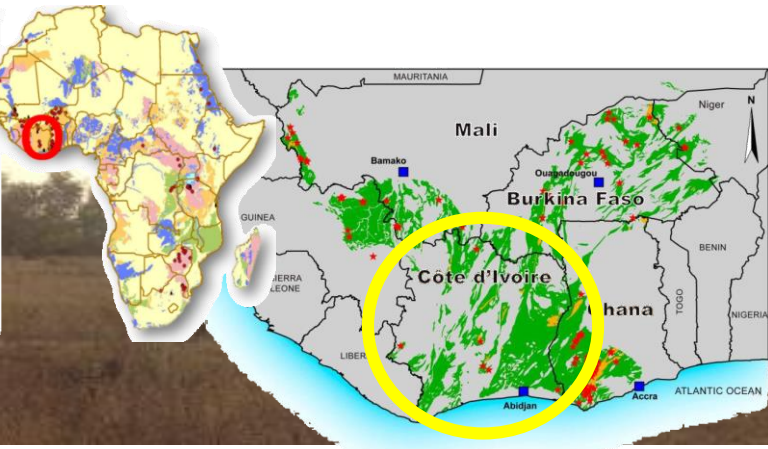 MAURITANIA
Niger
N
Mali
Bamako
Ouagadougou
Burkina Faso
GUINEA
BENIN
Côte d'Ivoire
SIERRA
LEONE
Ghana
TOGO
NIGERIA
LIBER
ATLANTIC OCEAN
Abidjan
Accra